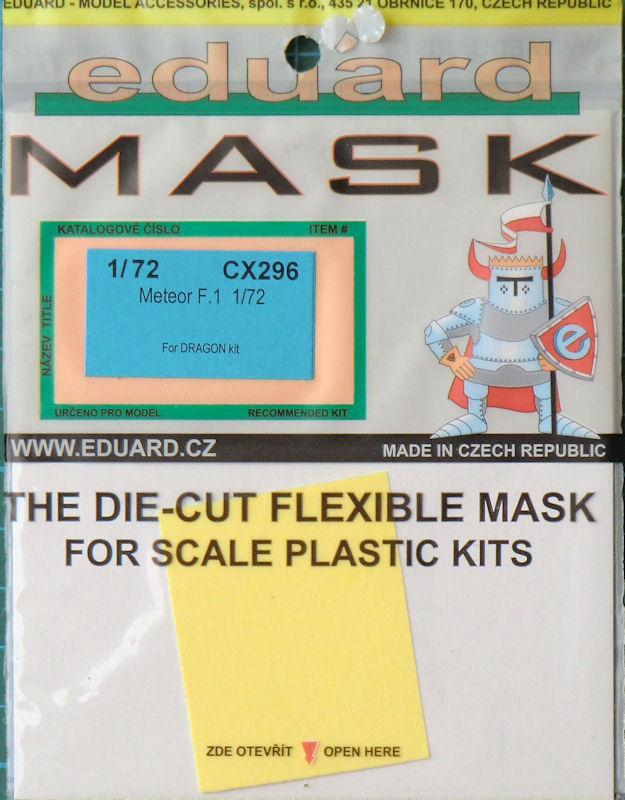 EDUARD - MODEL ACCESSORIES, spol. s r.o., 435 21 OBRNICE 170, CZECH REPUBLIC
eduard
MASK
KATALOGOVÉ ČÍSLO ITEM #
1/72 CX296
Meteor F.1 1/72
For DRAGON kit
NÁZEV TITLE
URČENO PRO MODEL RECOMMENDED KIT
e
WWW.EDUARD.CZ MADE IN CZECH REPUBLIC
THE DIE-CUT FLEXIBLE MASK
FOR SCALE PLASTIC KITS
ZDE OTEVŘÍT OPEN HERE